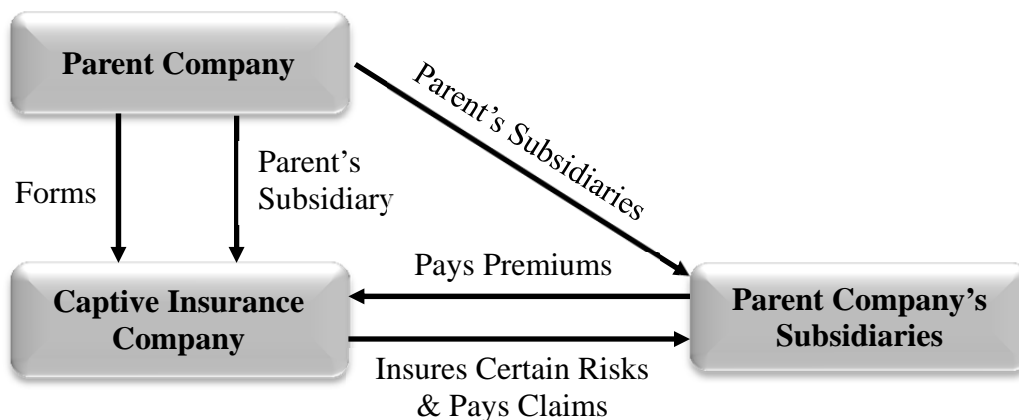 Parent Company
Parent's Subsidiaries
Forms
Parent's
Subsidiary
Pays Premiums
Captive Insurance
Company
Parent Company's
Subsidiaries
Insures Certain Risks
& Pays Claims